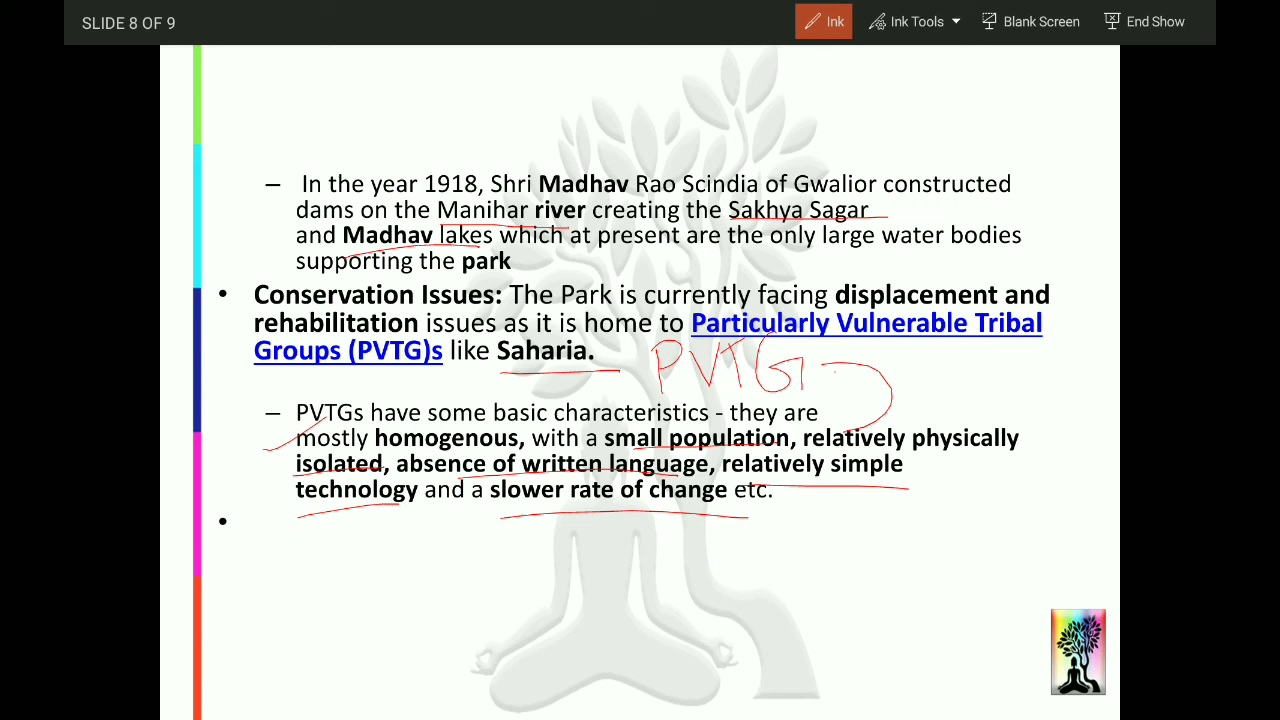 SLIDE 8 OF 9
Ink
Ink Tools
Blank Screen
End Show
– In the year 1918, Shri Madhav Rao Scindia of Gwalior constructed
dams on the Manihar river creating the Sakhya Sagar
and Madhav lakes which at present are the only large water bodies
supporting the park
• Conservation Issues: The Park is currently facing displacement and
rehabilitation issues as it is home to Particularly Vulnerable Tribal
Groups (PVTG)s like Saharia.
PVTG
– PVTGs have some basic characteristics - they are
mostly homogenous, with a small population, relatively physically
isolated, absence of written language, relatively simple
technology and a slower rate of change etc.
•